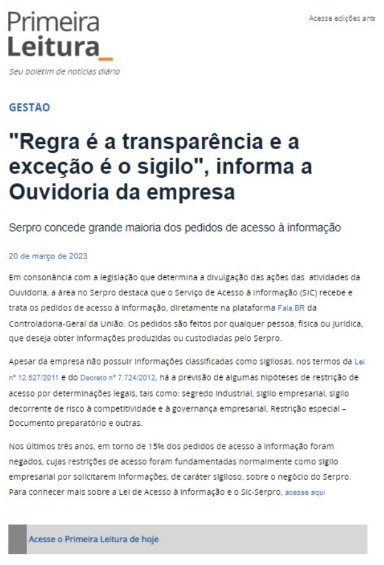 Primeira
Acesse edições ante
Leitura_
Seu boletim de notícias diário
GESTAO
"Regra é a transparência e a
exceção é o sigilo", informa a
Ouvidoria da empresa
Serpro concede grande maioria dos pedidos de acesso à informação
20 de março de 2023
Em consonância com a legislação que determina a divulgação das ações das atividades da
Ouvidoria, a área no Serpro destaca que o Serviço de Acesso à Informação (SIC) recebe e
trata os pedidos de acesso à informação, diretamente na plataforma Fala.BR da
Controladoria-Geral da União. Os pedidos são feitos por qualquer pessoa, física ou jurídica,
que deseja obter informações produzidas ou custodiadas pelo Serpro.
Apesar da empresa não possuir informações classificadas como sigilosas, nos termos da Lei
nº 12.527/2011 e do Decreto nº 7.724/2012, há a previsão de algumas hipóteses de restrição de
acesso por determinações legais, tais como: segredo industrial, sigilo empresarial, sigilo
decorrente de risco à competitividade e à governança empresarial, Restrição especial –
Documento preparatório e outras.
Nos últimos três anos, em torno de 15% dos pedidos de acesso à informação foram
negados, cujas restrições de acesso foram fundamentadas normalmente como sigilo
empresarial por solicitarem informações, de caráter sigiloso, sobre o negócio do Serpro.
Para conhecer mais sobre a Lei de Acesso à Informação e o Sic-Serpro, acesse aqui
Acesse o Primeira Leitura de hoje